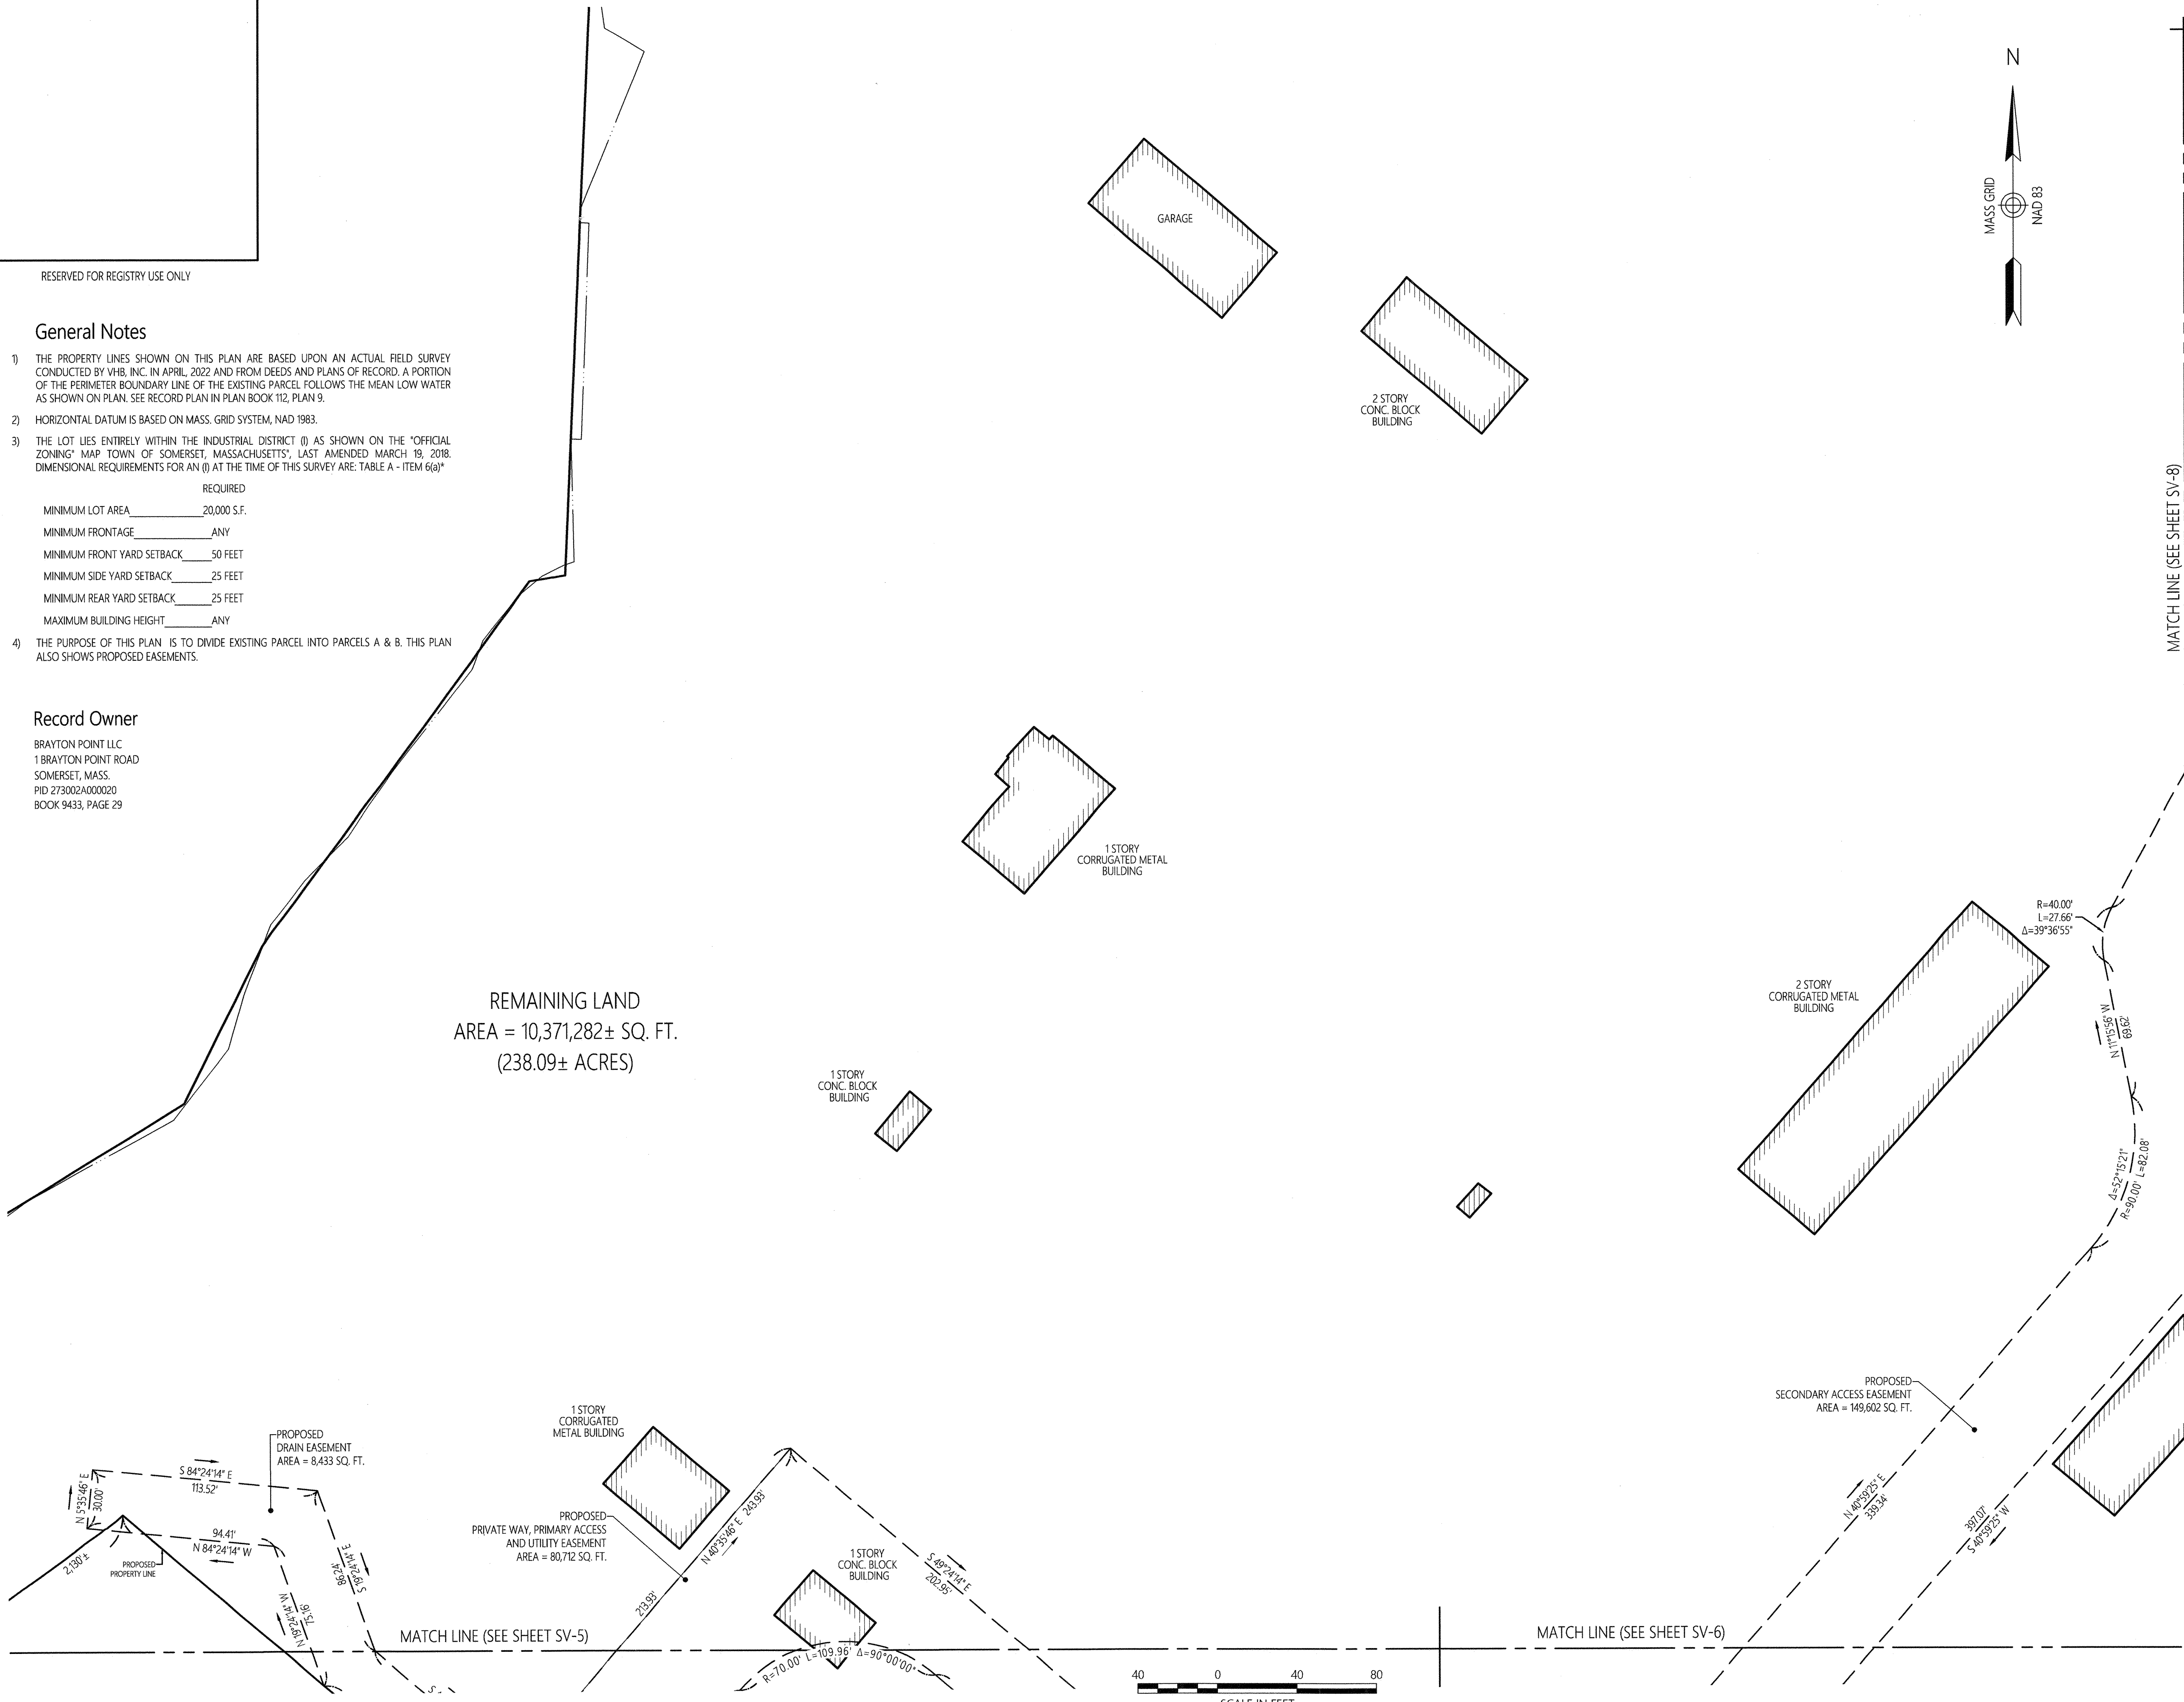 RESERVED FOR REGISTRY USE ONLY
General Notes
1) THE PROPERTY LINES SHOWN ON THIS PLAN ARE BASED UPON AN ACTUAL FIELD SURVEY
CONDUCTED BY VHB, INC. IN APRIL, 2022 AND FROM DEEDS AND PLANS OF RECORD. A PORTION
OF THE PERIMETER BOUNDARY LINE OF THE EXISTING PARCEL FOLLOWS THE MEAN LOW WATER
AS SHOWN ON PLAN. SEE RECORD PLAN IN PLAN BOOK 112, PLAN 9.
2) HORIZONTAL DATUM IS BASED ON MASS. GRID SYSTEM, NAD 1983.
3) THE LOT LIES ENTIRELY WITHIN THE INDUSTRIAL DISTRICT (I) AS SHOWN ON THE "OFFICIAL
ZONING" MAP TOWN OF SOMERSET, MASSACHUSETTS", LAST AMENDED MARCH 19, 2018.
DIMENSIONAL REQUIREMENTS FOR AN (I) AT THE TIME OF THIS SURVEY ARE: TABLE A - ITEM 6(a)*
REQUIRED
MINIMUM LOT AREA 20,000 S.F.
MINIMUM FRONTAGE ANY
MINIMUM FRONT YARD SETBACK 50 FEET
MINIMUM SIDE YARD SETBACK 25 FEET
MINIMUM REAR YARD SETBACK 25 FEET
MAXIMUM BUILDING HEIGHT ANY
4) THE PURPOSE OF THIS PLAN IS TO DIVIDE EXISTING PARCEL INTO PARCELS A & B. THIS PLAN
ALSO SHOWS PROPOSED EASEMENTS.
Record Owner
BRAYTON POINT LLC
1 BRAYTON POINT ROAD
SOMERSET, MASS.
PID 273002A000020
BOOK 9433, PAGE 29
N
MASS GRID
NAD 83
GARAGE
2 STORY
CONC. BLOCK
BUILDING
MATCH LINE (SEE SHEET SV-8)
1 STORY
CORRUGATED METAL
BUILDING
R=40.00'
L=27.66'
Δ=39°36'55"
2 STORY
CORRUGATED METAL
BUILDING
N 11°15'56" W
69.62'
REMAINING LAND
AREA = 10,371,282± SQ. FT.
(238.09± ACRES)
1 STORY
CONC. BLOCK
BUILDING
Δ=52°15'21"
R=90.00' L=82.08'
PROPOSED
SECONDARY ACCESS EASEMENT
AREA = 149,602 SQ. FT.
N 40°59'25" E
339.34'
397.07'
S 40°59'25" W
1 STORY
CORRUGATED
METAL BUILDING
PROPOSED
DRAIN EASEMENT
AREA = 8,433 SQ. FT.
S 84°24'14" E
113.52'
N 5°35'46" E
30.00'
94.41'
N 84°24'14" W
2,130'±
PROPOSED
PROPERTY LINE
S 19°24'14" E
86.24'
N 19°24'14" W
75.16'
PROPOSED
PRIVATE WAY, PRIMARY ACCESS
AND UTILITY EASEMENT
AREA = 80,712 SQ. FT.
N 40°35'46" E 243.93'
213.93'
1 STORY
CONC. BLOCK
BUILDING
S 49°24'14" E
202.95'
MATCH LINE (SEE SHEET SV-5)
MATCH LINE (SEE SHEET SV-6)
R=70.00' L=109.96' Δ=90°00'00"
40 0 40 80
SCALE IN FEET